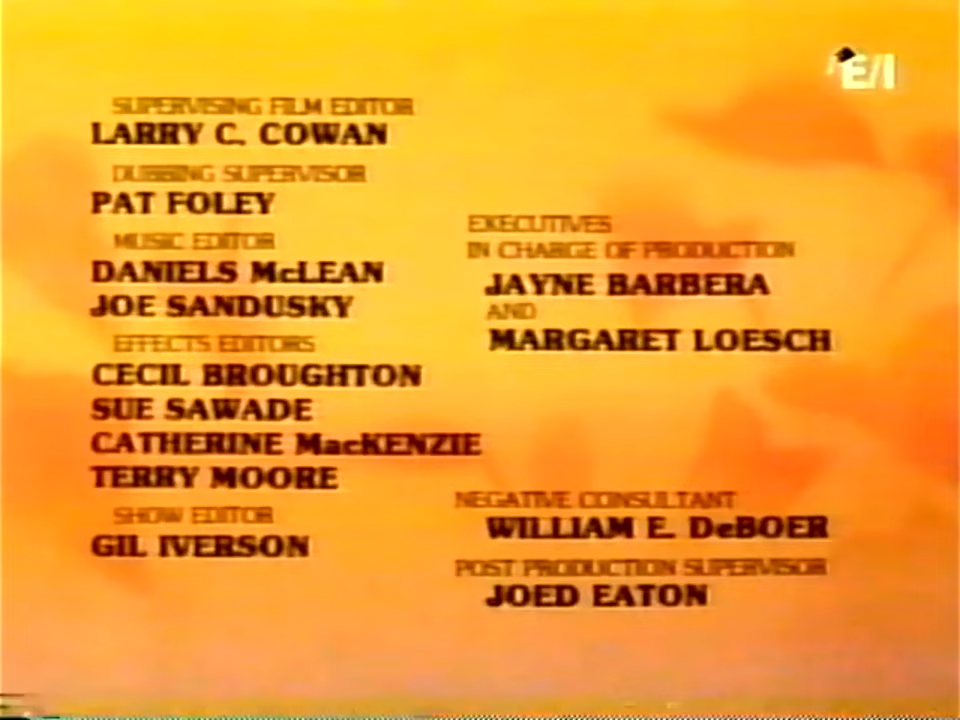 E/I
SUPERVISING FILM EDITOR
LARRY C. COWAN
DUBBING SUPERVISOR
PAT FOLEY
MUSIC EDITOR
DANIELS McLEAN
JOE SANDUSKY
EFFECTS EDITORS
CECIL BROUGHTON
SUE SAWADE
CATHERINE MacKENZIE
TERRY MOORE
SHOW EDITOR
GIL IVERSON
EXECUTIVES
IN CHARGE OF PRODUCTION
JAYNE BARBERA
AND
MARGARET LOESCH
NEGATIVE CONSULTANT
WILLIAM E. DeBOER
POST PRODUCTION SUPERVISOR
JOED EATON